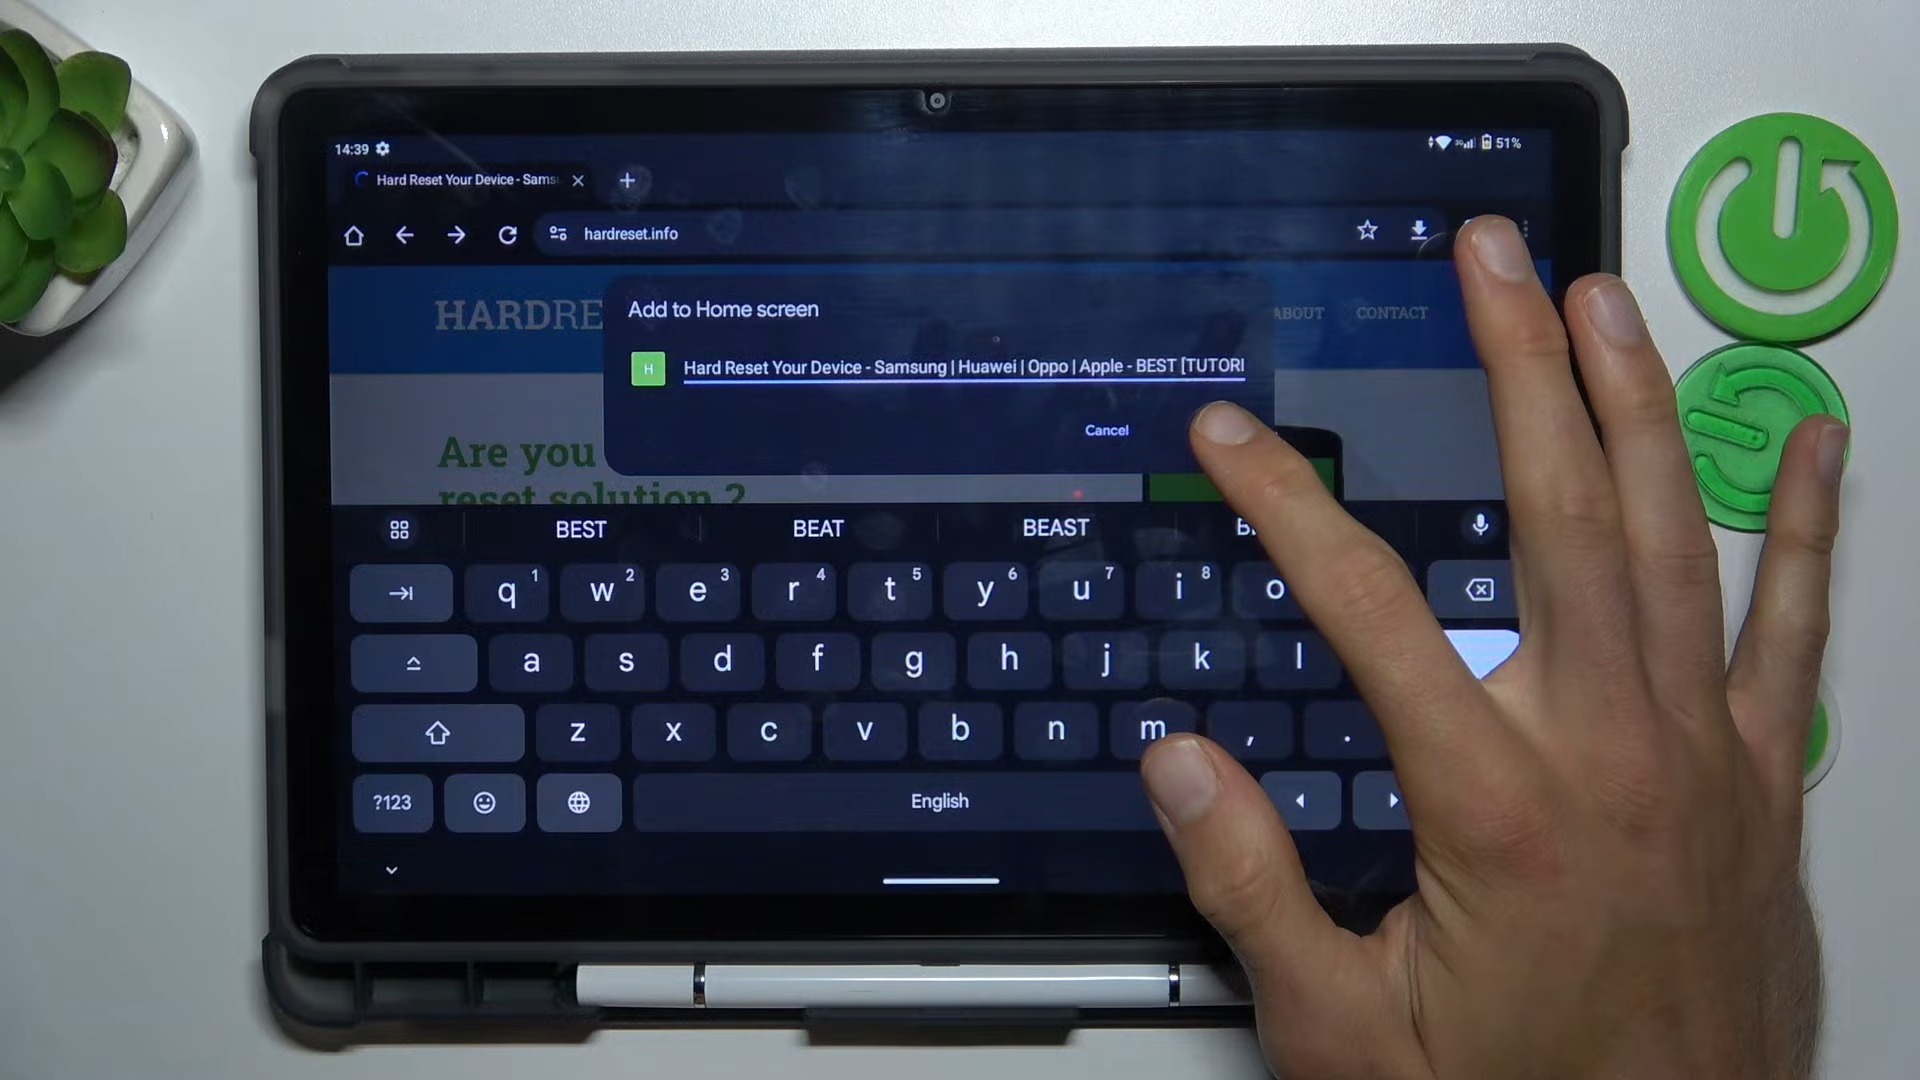 14:39
51%
Hard Reset Your Device - Sams
hardreset.info
HARDRE
ABOUT CONTACT
Add to Home screen
H
Hard Reset Your Device - Samsung | Huawei | Oppo | Apple - BEST [TUTORI
Cancel
Are you
reset solution ?
BEST BEAT BEAST
q 1 w 2 e 3 r 4 t 5 y 6 u 7 i 8 o
a s d f g h j k l
z x c v b n m , .
?123 English